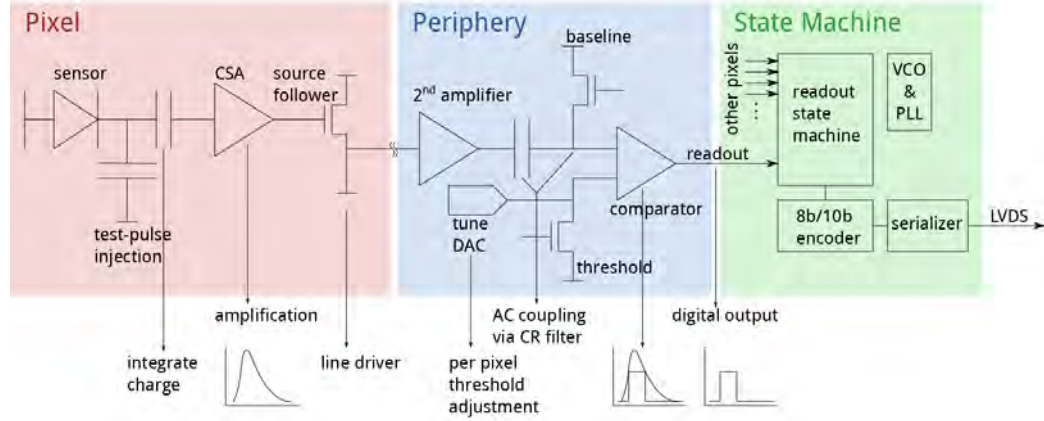 Pixel
Periphery
State Machine
sensor
CSA
source
follower
baseline
2nd amplifier
other pixels
...
readout
state
machine
VCO
&
PLL
readout
test-pulse
injection
tune
DAC
comparator
threshold
8b/10b
encoder
serializer
LVDS
amplification
AC coupling
via CR filter
digital output
integrate
charge
line driver
per pixel
threshold
adjustment